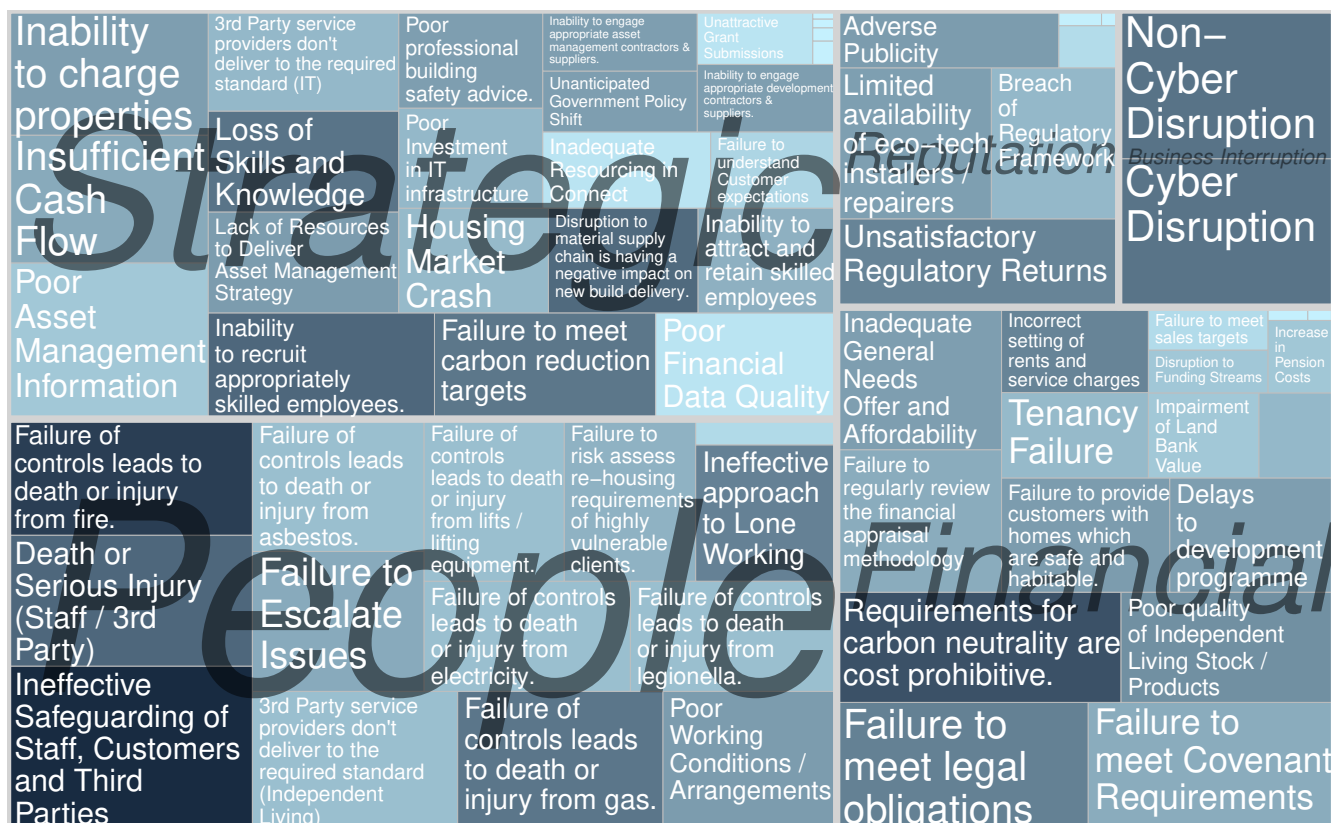 Strategic
Inability
to charge
properties
Insufficient
Cash
Flow
Poor
Asset
Management
Information
3rd Party service
providers don't
deliver to the required
standard (IT)
Loss of
Skills and
Knowledge
Lack of Resources
to Deliver
Asset Management
Strategy
Poor
professional
building
safety advice.
Poor
Investment
in IT
infrastructure
Housing
Market
Crash
Inability to engage
appropriate asset
management contractors &
suppliers.
Unanticipated
Government Policy
Shift
Inadequate
Resourcing in
Connect
Disruption to
material supply
chain is having a
negative impact on
new build delivery.
Unattractive
Grant
Submissions
Inability to engage
appropriate development
contractors &
suppliers.
Failure to
understand
Customer
expectations
Inability to
attract and
retain skilled
employees
Inability
to recruit
appropriately
skilled employees.
Failure to meet
carbon reduction
targets
Poor
Financial
Data Quality
Reputation
Adverse
Publicity
Limited
availability
of eco−tech
installers /
repairers
Breach
of
Regulatory
Framework
Unsatisfactory
Regulatory Returns
Business Interruption
Non−
Cyber
Disruption
Cyber
Disruption
People
Failure of
controls leads to
death or injury
from fire.
Death or
Serious Injury
(Staff / 3rd
Party)
Ineffective
Safeguarding of
Staff, Customers
and Third
Parties
Failure of
controls leads
to death or
injury from
asbestos.
Failure to
Escalate
Issues
3rd Party service
providers don't
deliver to the
required standard
(Independent
Living)
Failure of
controls
leads to death
or injury
from lifts /
lifting
equipment.
Failure to
risk assess
re−housing
requirements
of highly
vulnerable
clients.
Ineffective
approach
to Lone
Working
Failure of controls
leads to death
or injury from
electricity.
Failure of controls
leads to death
or injury from
legionella.
Failure of
controls leads
to death or
injury from gas.
Poor
Working
Conditions /
Arrangements
Financial
Inadequate
General
Needs
Offer and
Affordability
Failure to
regularly review
the financial
appraisal
methodology
Incorrect
setting of
rents and
service charges
Tenancy
Failure
Failure to meet
sales targets
Disruption to
Funding Streams
Increase
in
Pension
Costs
Impairment
of Land
Bank
Value
Failure to provide
customers with
homes which
are safe and
habitable.
Delays
to
development
programme
Requirements for
carbon neutrality are
cost prohibitive.
Poor quality
of Independent
Living Stock /
Products
Failure to
meet legal
obligations
Failure to
meet Covenant
Requirements